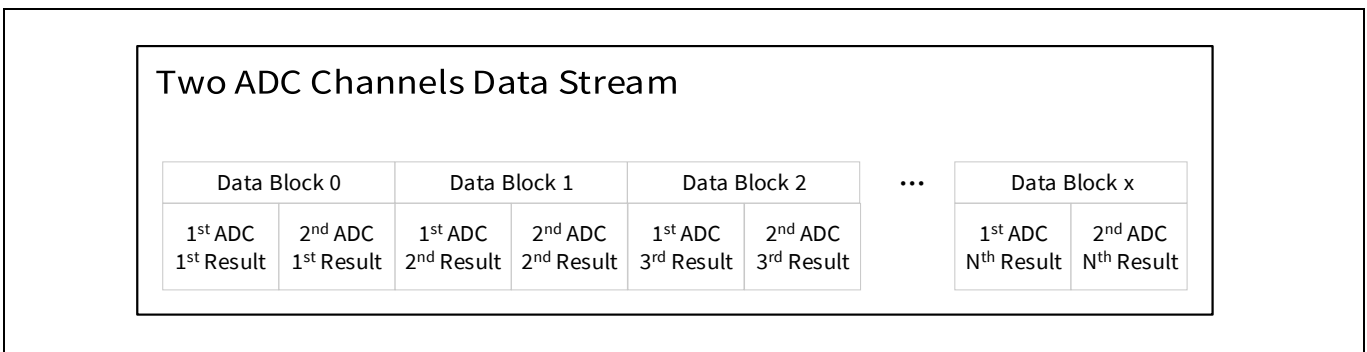 Two ADC Channels Data Stream
Data Block 0 Data Block 1 Data Block 2 ... Data Block x
1st ADC 2nd ADC 1st ADC 2nd ADC 1st ADC 2nd ADC 1st ADC 2nd ADC
1st Result 1st Result 2nd Result 2nd Result 3rd Result 3rd Result Nth Result Nth Result